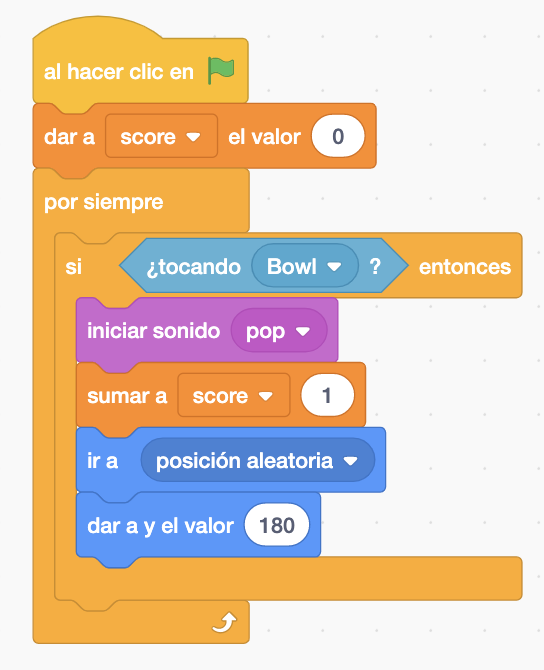 al hacer clic en
dar a score el valor 0
por siempre
si ¿tocando Bowl ? entonces
iniciar sonido pop
sumar a score 1
ir a posición aleatoria
dar a y el valor 180